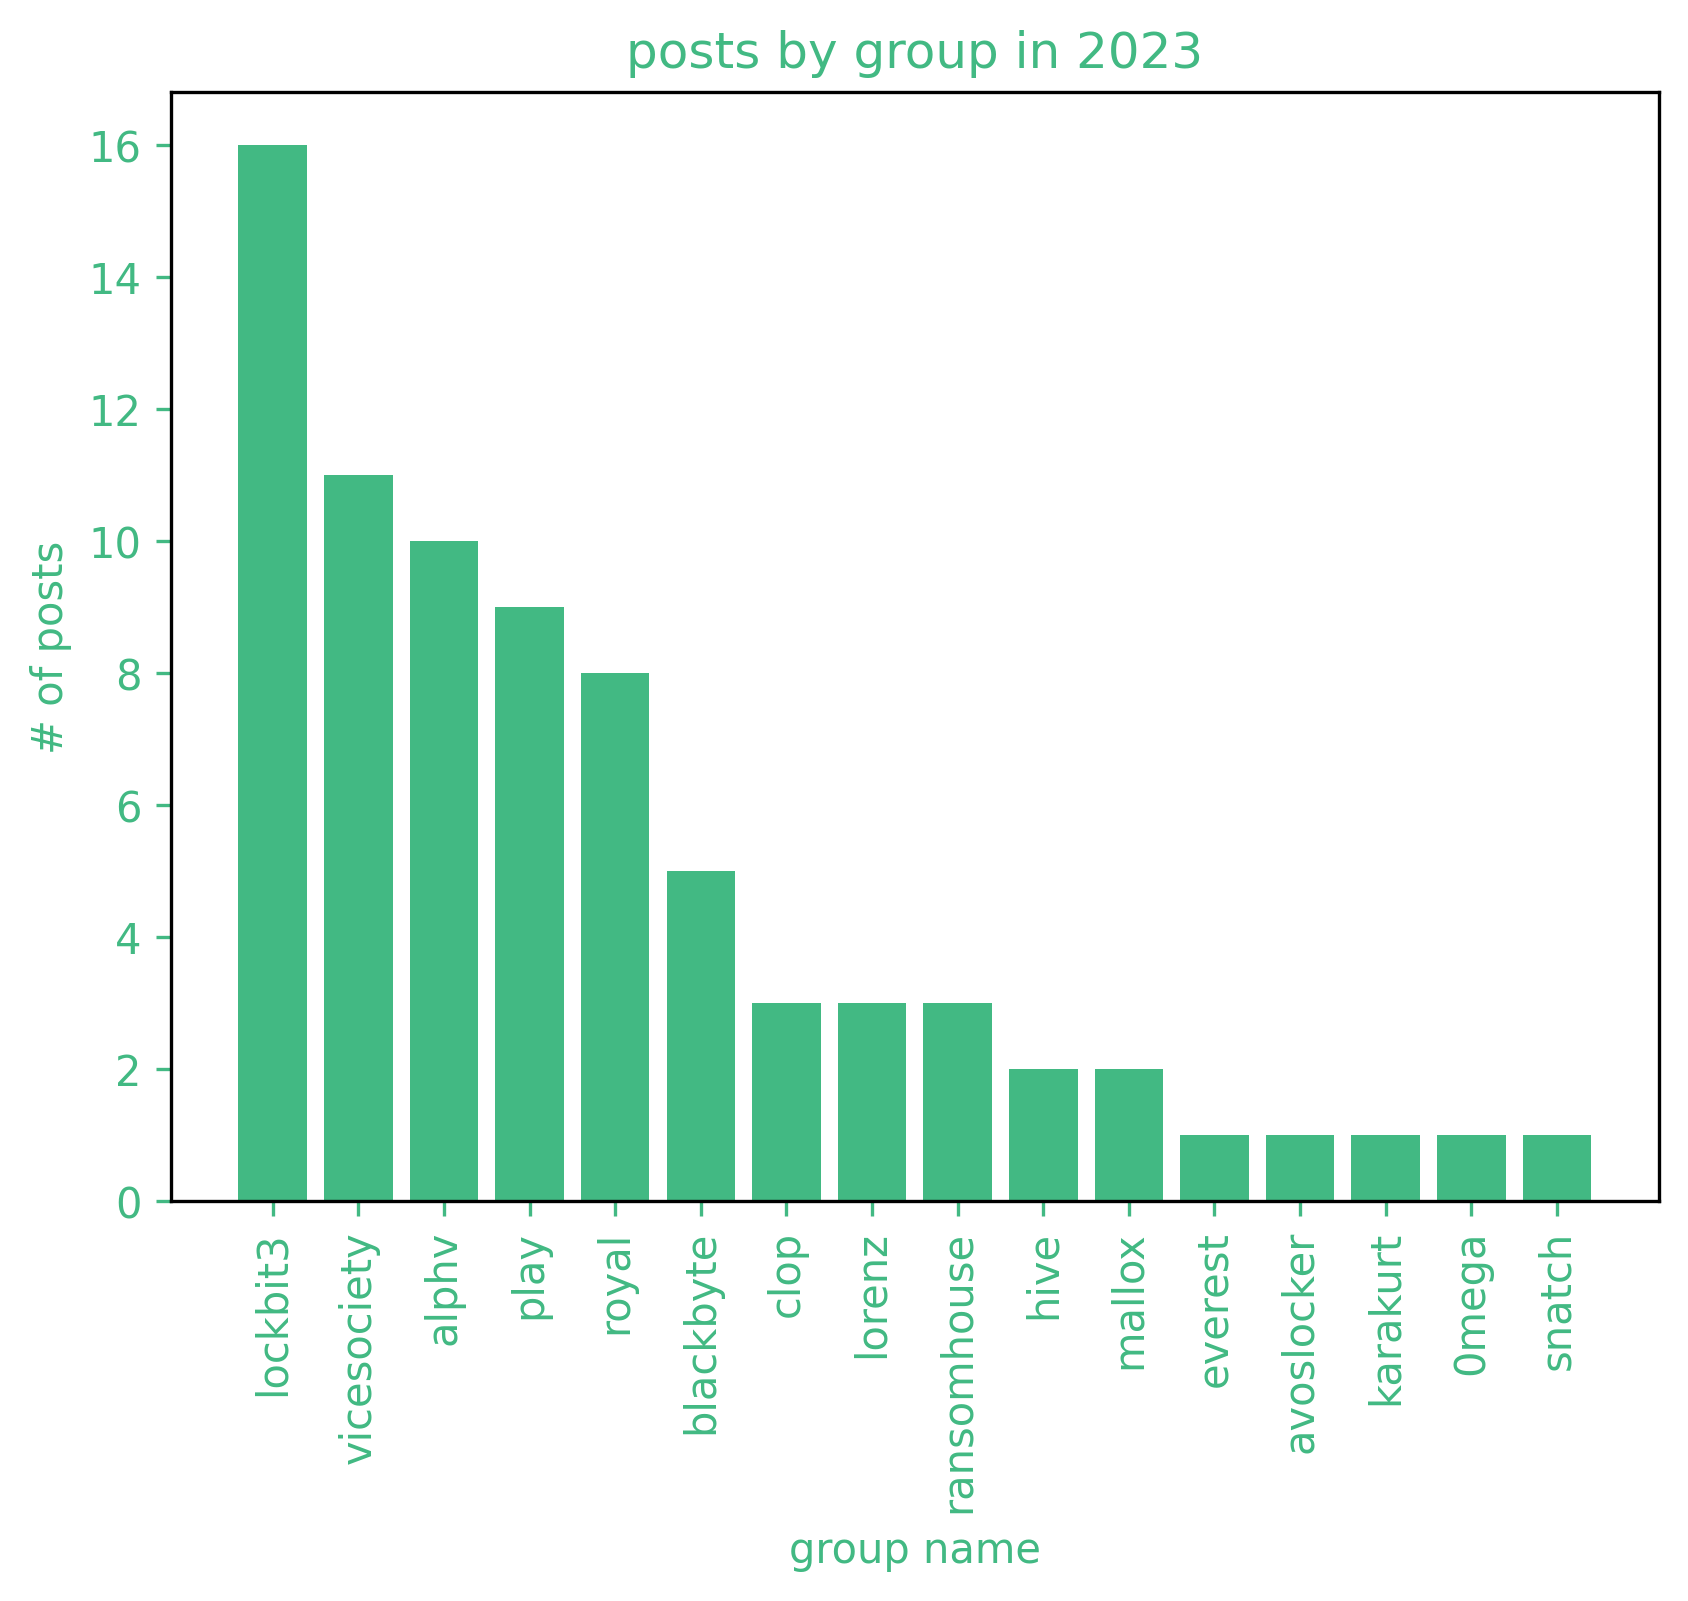 posts by group in 2023
16
14
12
10
8
6
4
2
0
# of posts
lockbit3
vicesociety
alphv
play
royal
blackbyte
clop
lorenz
ransomhouse
hive
mallox
everest
avoslocker
karakurt
0mega
snatch
group name